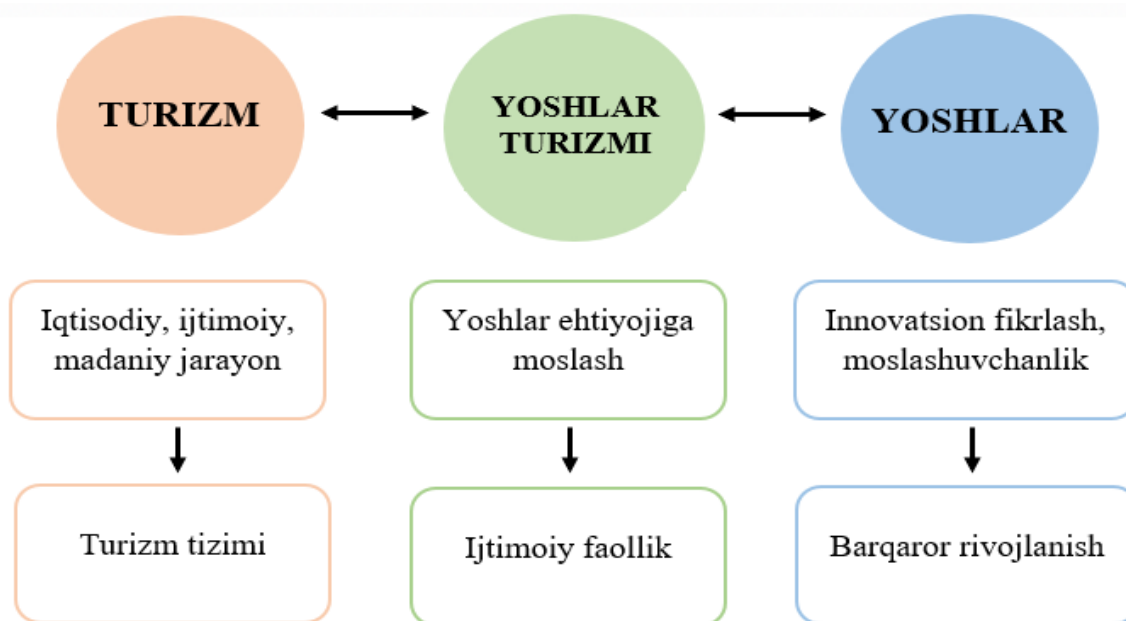 TURIZM
YOSHLAR
TURIZMI
YOSHLAR
Iqtisodiy, ijtimoiy,
madaniy jarayon
Yoshlar ehtiyojiga
moslash
Innovatsion fikrlash,
moslashuvchanlik
Turizm tizimi
Ijtimoiy faollik
Barqaror rivojlanish